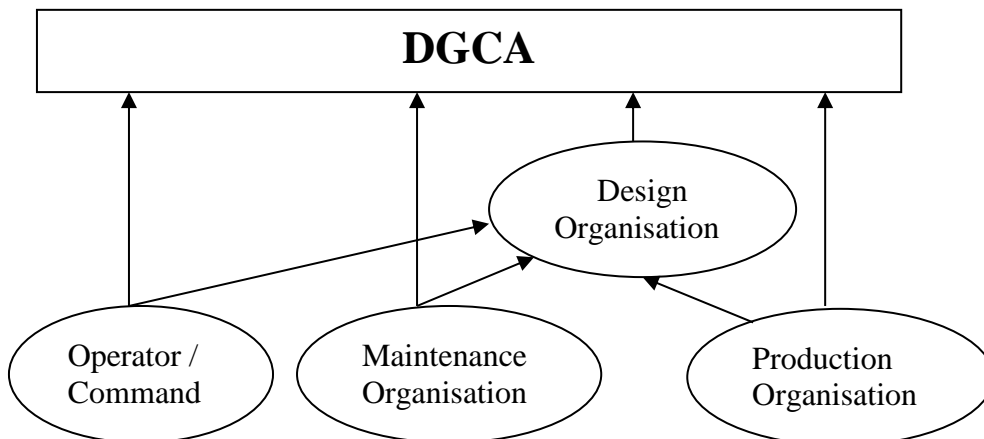 DGCA
Design
Organisation
Operator /
Command
Maintenance
Organisation
Production
Organisation